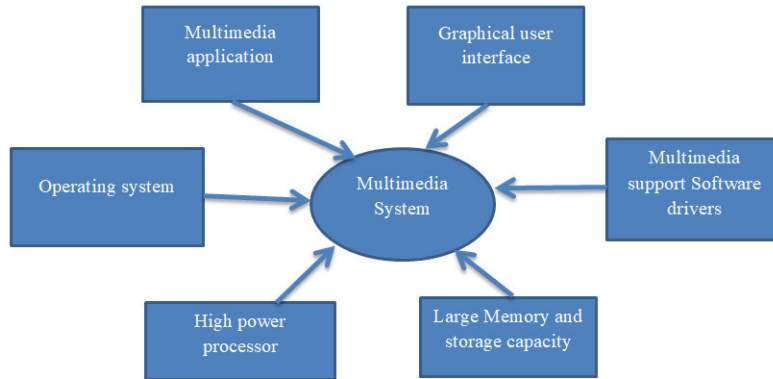 Multimedia
application
Graphical user
interface
Operating system
Multimedia
System
Multimedia
support Software
drivers
High power
processor
Large Memory and
storage capacity